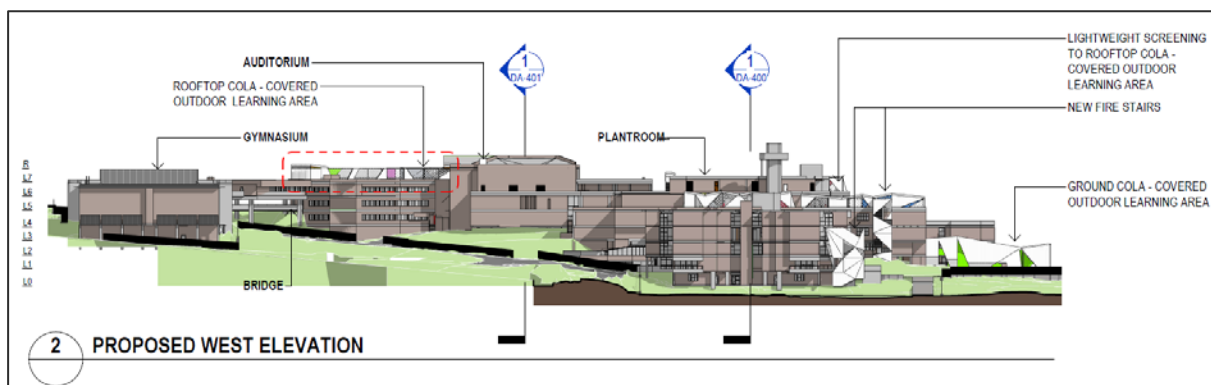 AUDITORIUM
ROOFTOP COLA - COVERED
OUTDOOR LEARNING AREA
GYMNASIUM
1
DA-401
PLANTROOM
1
DA-400
LIGHTWEIGHT SCREENING
TO ROOFTOP COLA -
COVERED OUTDOOR
LEARNING AREA
NEW FIRE STAIRS
GROUND COLA - COVERED
OUTDOOR LEARNING AREA
R
L7
L6
L5
L4
L3
L2
L1
L0
BRIDGE
2 PROPOSED WEST ELEVATION